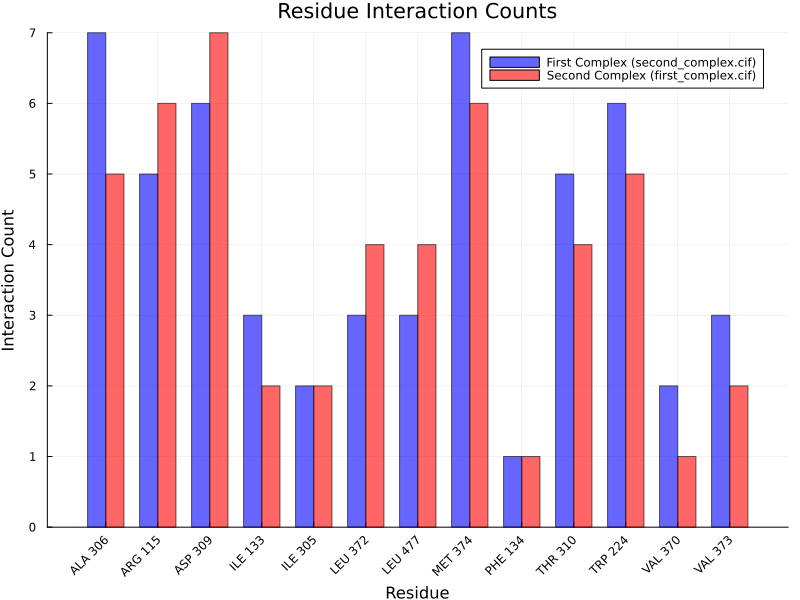 Residue Interaction Counts
First Complex (second_complex.cif)
Second Complex (first_complex.cif)
Interaction Count
7
6
5
4
3
2
1
0
ALA 306
ARG 115
ASP 309
ILE 133
ILE 305
LEU 372
LEU 477
MET 374
PHE 134
THR 310
TRP 224
VAL 370
VAL 373
Residue